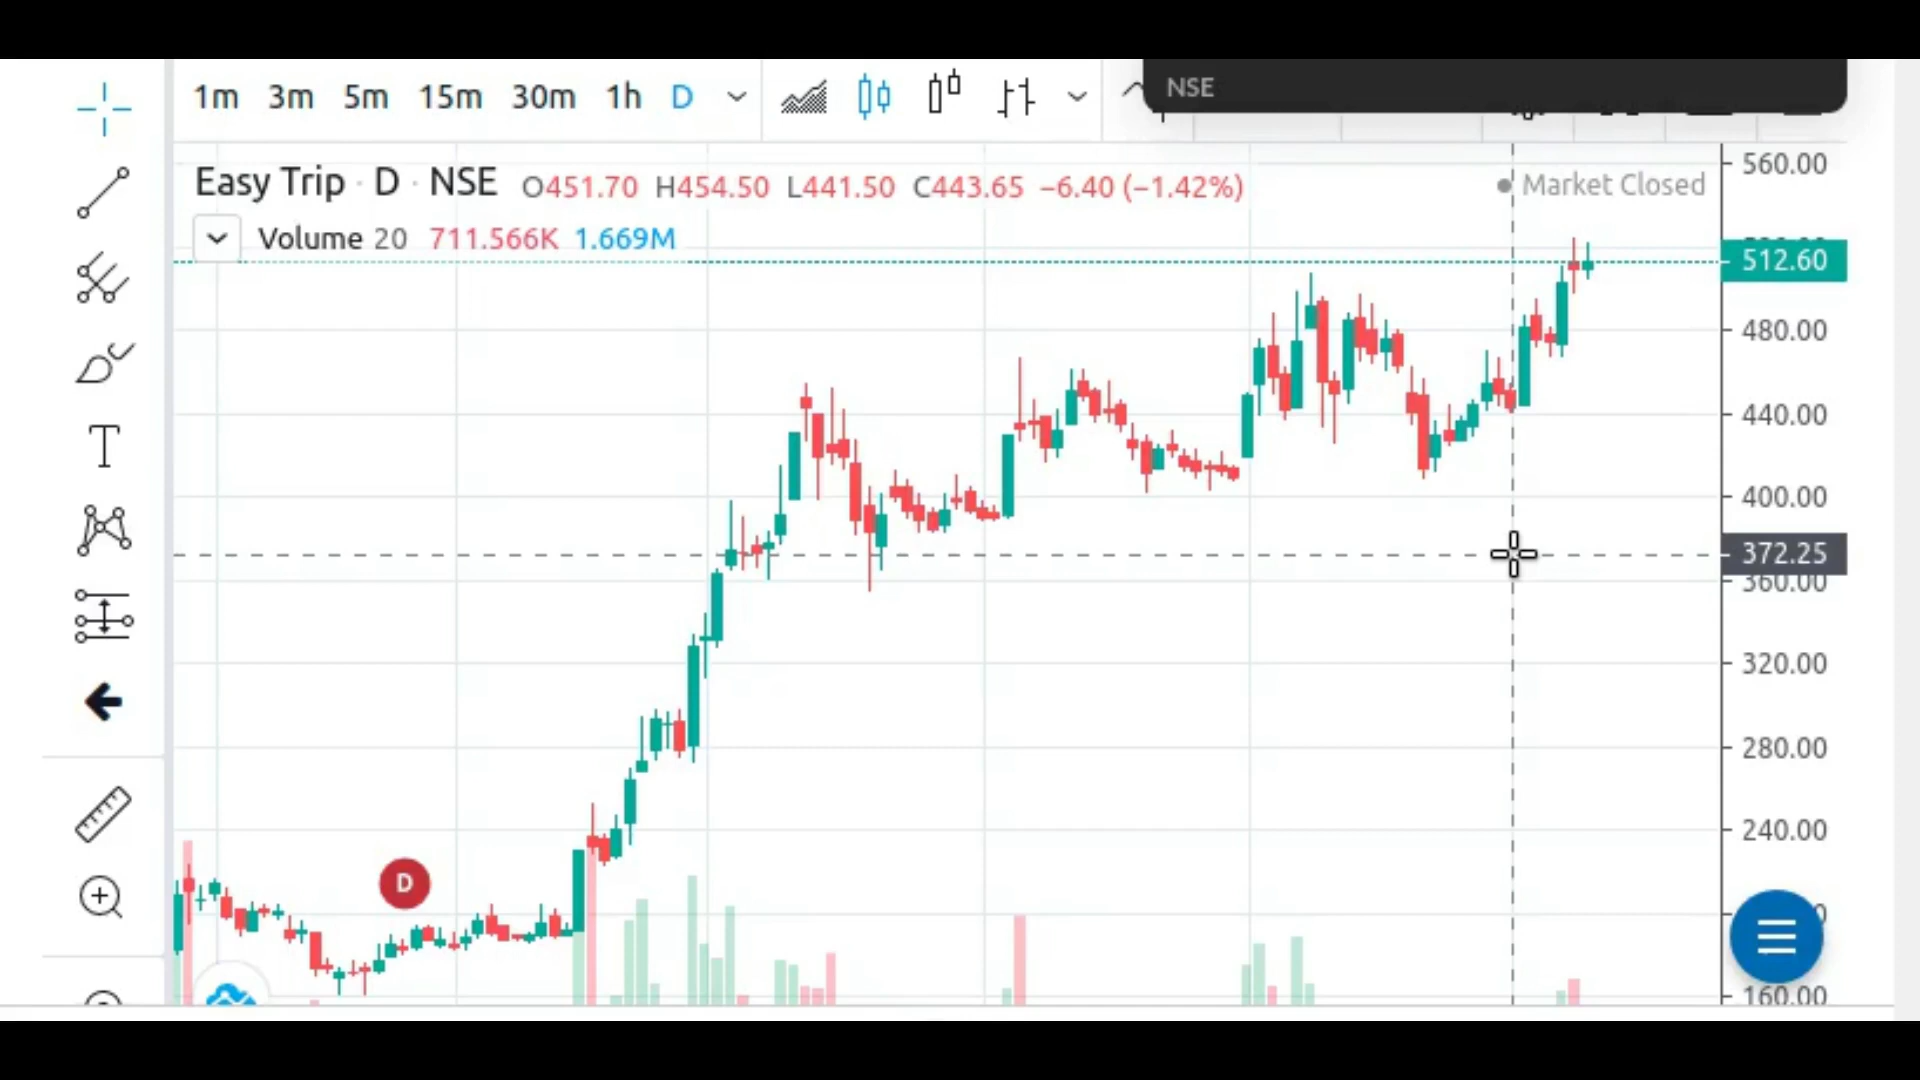 NSE
1m 3m 5m 15m 30m 1h D
Easy Trip · D · NSE O451.70 H454.50 L441.50 C443.65 −6.40 (−1.42%)
Market Closed
Volume 20 711.566K 1.669M
560.00
512.60
480.00
440.00
400.00
372.25
360.00
320.00
280.00
240.00
160.00
D
T